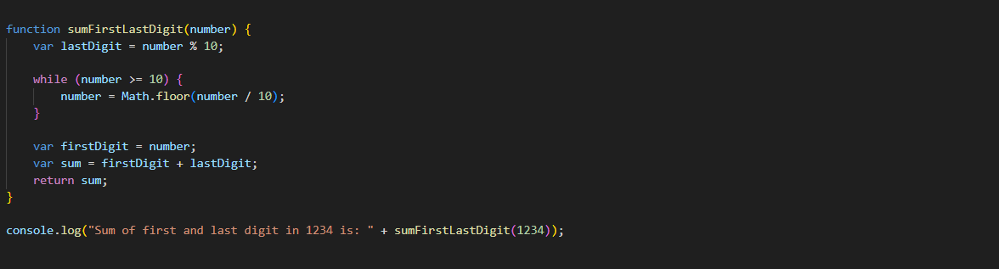 function sumFirstLastDigit(number) {
    var lastDigit = number % 10;
    while (number >= 10) {
        number = Math.floor(number / 10);
    }
    var firstDigit = number;
    var sum = firstDigit + lastDigit;
    return sum;
}
console.log("Sum of first and last digit in 1234 is: " + sumFirstLastDigit(1234));